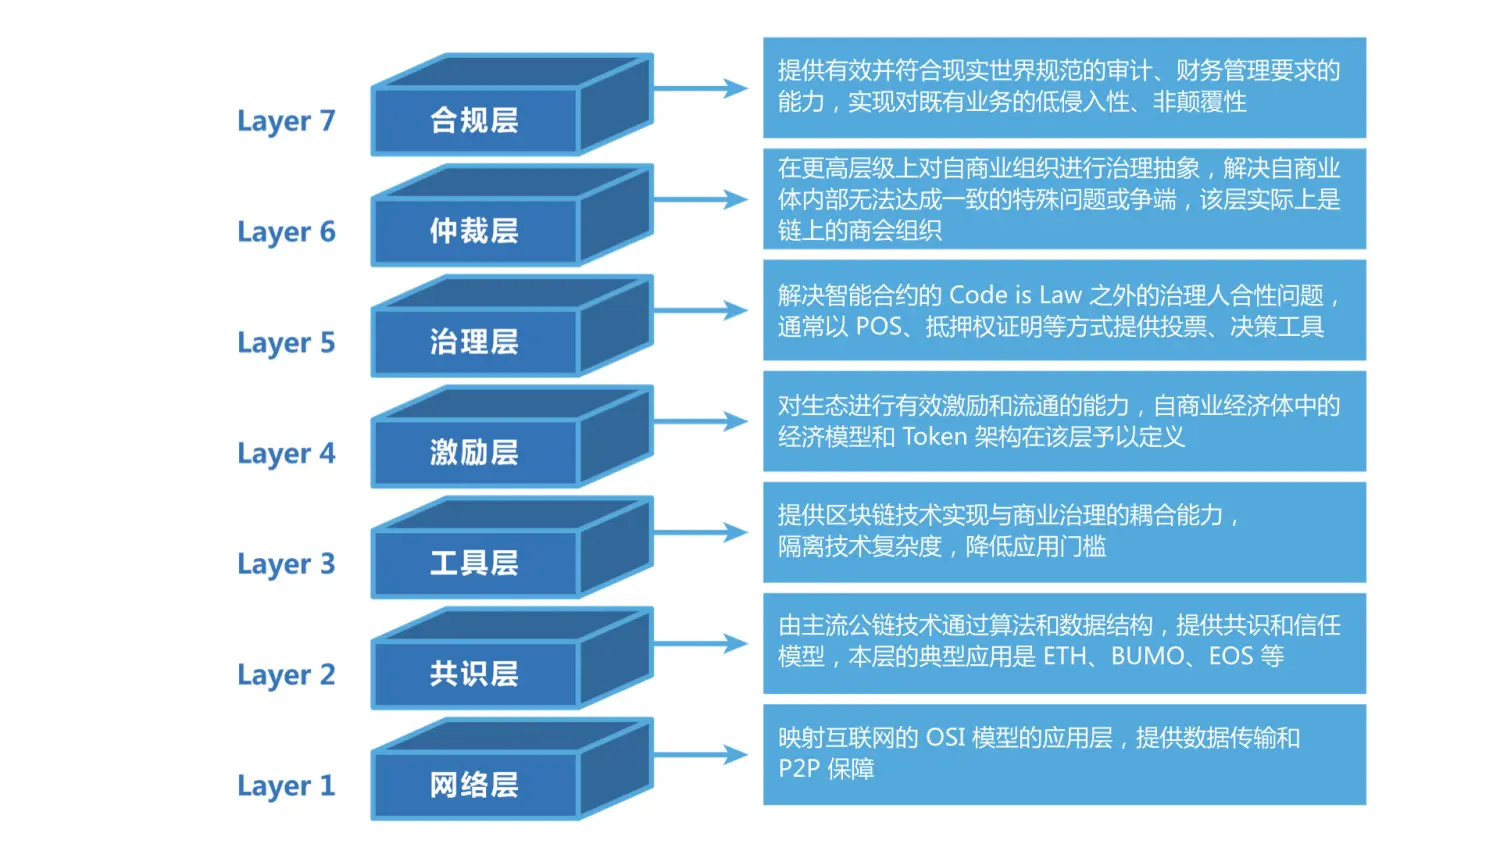 Layer 7
合规层
提供有效并符合现实世界规范的审计、财务管理要求的
能力，实现对既有业务的低侵入性、非颠覆性
Layer 6
仲裁层
在更高层级上对自商业组织进行治理抽象，解决自商业
体内部无法达成一致的特殊问题或争端，该层实际上是
链上的商会组织
Layer 5
治理层
解决智能合约的 Code is Law 之外的治理人合性问题，
通常以 POS、抵押权证明等方式提供投票、决策工具
Layer 4
激励层
对生态进行有效激励和流通的能力，自商业经济体中的
经济模型和 Token 架构在该层予以定义
Layer 3
工具层
提供区块链技术实现与商业治理的耦合能力，
隔离技术复杂度，降低应用门槛
Layer 2
共识层
由主流公链技术通过算法和数据结构，提供共识和信任
模型，本层的典型应用是 ETH、BUMO、EOS 等
Layer 1
网络层
映射互联网的 OSI 模型的应用层，提供数据传输和
P2P 保障